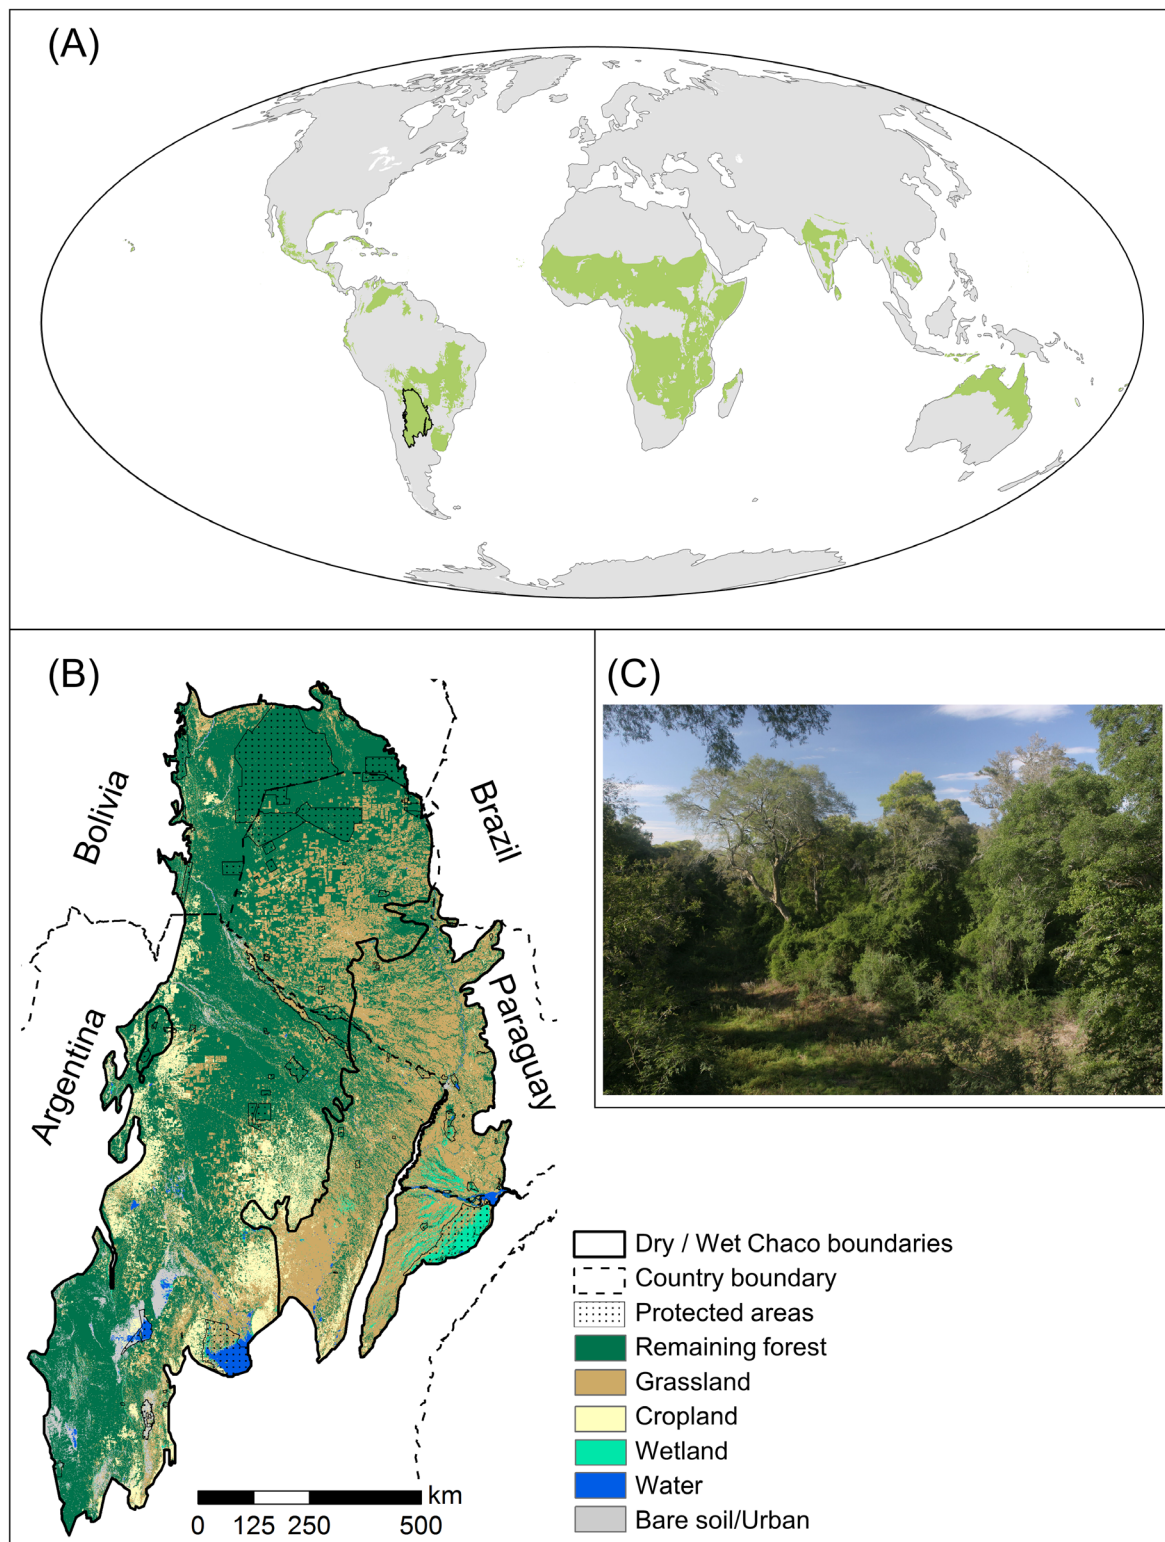 (A)
(B)
(C)
Bolivia
Brazil
Argentina
Paraguay
Dry / Wet Chaco boundaries
Country boundary
Protected areas
Remaining forest
Grassland
Cropland
Wetland
Water
Bare soil/Urban
km
0 125 250 500